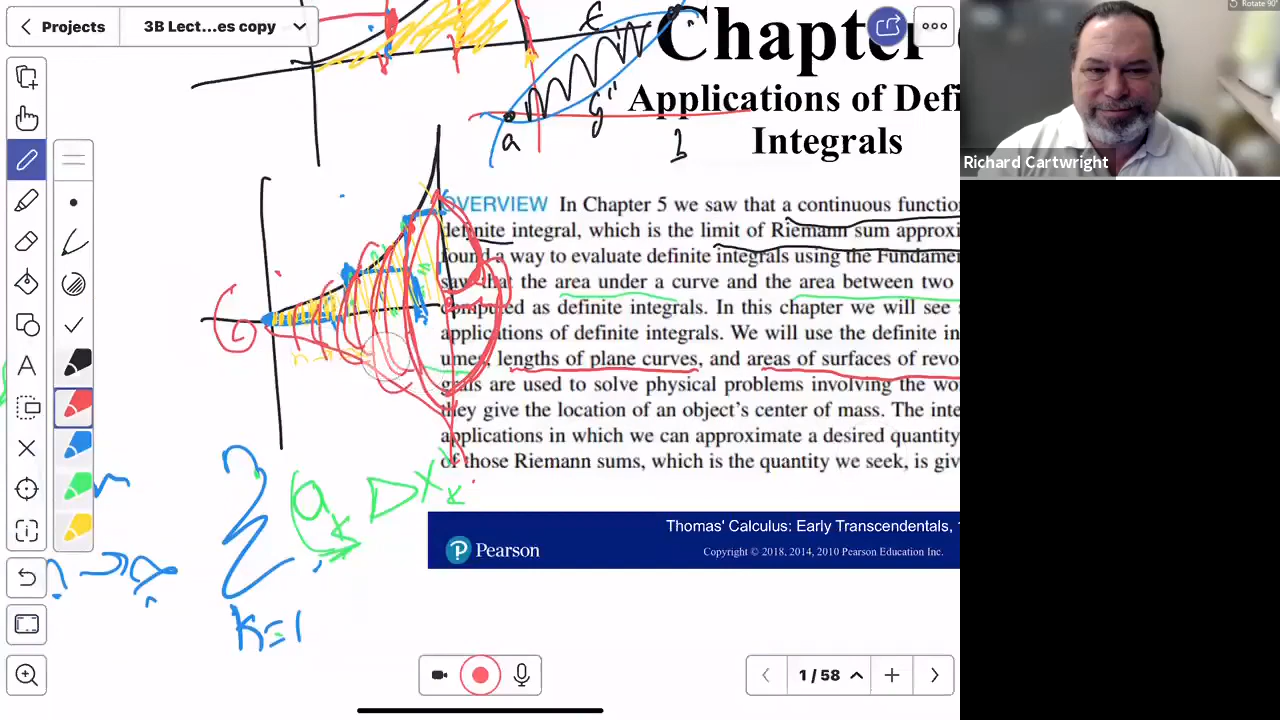 Projects
3B Lect...es copy
Rotate 90°
Chapter
Applications of Defi
Integrals
a
Richard Cartwright
OVERVIEW In Chapter 5 we saw that a continuous functio
definite integral, which is the limit of Riemann sum approxi
found a way to evaluate definite integrals using the Fundamen
saw that the area under a curve and the area between two
computed as definite integrals. In this chapter we will see
applications of definite integrals. We will use the definite in
umes, lengths of plane curves, and areas of surfaces of revo
grals are used to solve physical problems involving the wo
they give the location of an object's center of mass. The inte
applications in which we can approximate a desired quantity
of those Riemann sums, which is the quantity we seek, is giv
a k Δ x k
n → ∞
k=1
Thomas' Calculus: Early Transcendentals, 1
Pearson
Copyright © 2018, 2014, 2010 Pearson Education Inc.
1 / 58